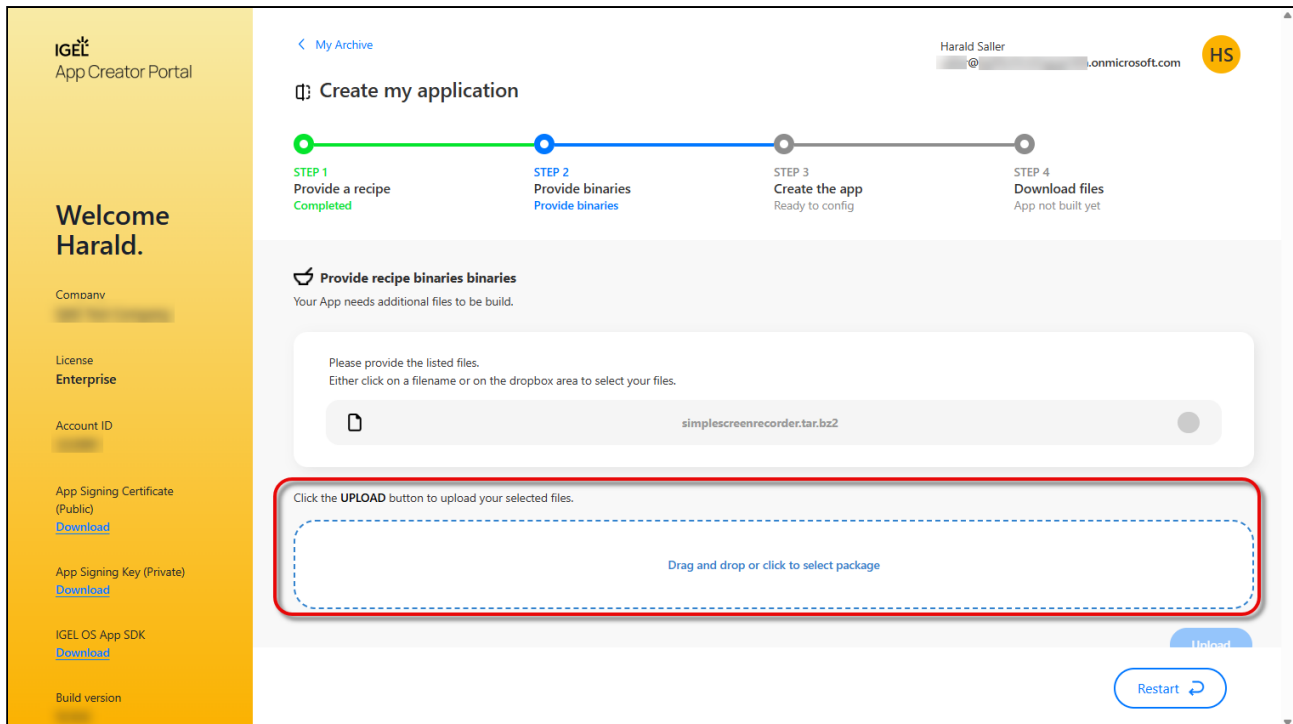 IGEL
App Creator Portal
Welcome
Harald.
Company
License
Enterprise
Account ID
App Signing Certificate
(Public)
Download
App Signing Key (Private)
Download
IGEL OS App SDK
Download
Build version
My Archive
Harald Saller
@ .onmicrosoft.com
HS
Create my application
STEP 1
Provide a recipe
Completed
STEP 2
Provide binaries
Provide binaries
STEP 3
Create the app
Ready to config
STEP 4
Download files
App not built yet
Provide recipe binaries binaries
Your App needs additional files to be build.
Please provide the listed files.
Either click on a filename or on the dropbox area to select your files.
simplescreenrecorder.tar.bz2
Click the UPLOAD button to upload your selected files.
Drag and drop or click to select package
Upload
Restart